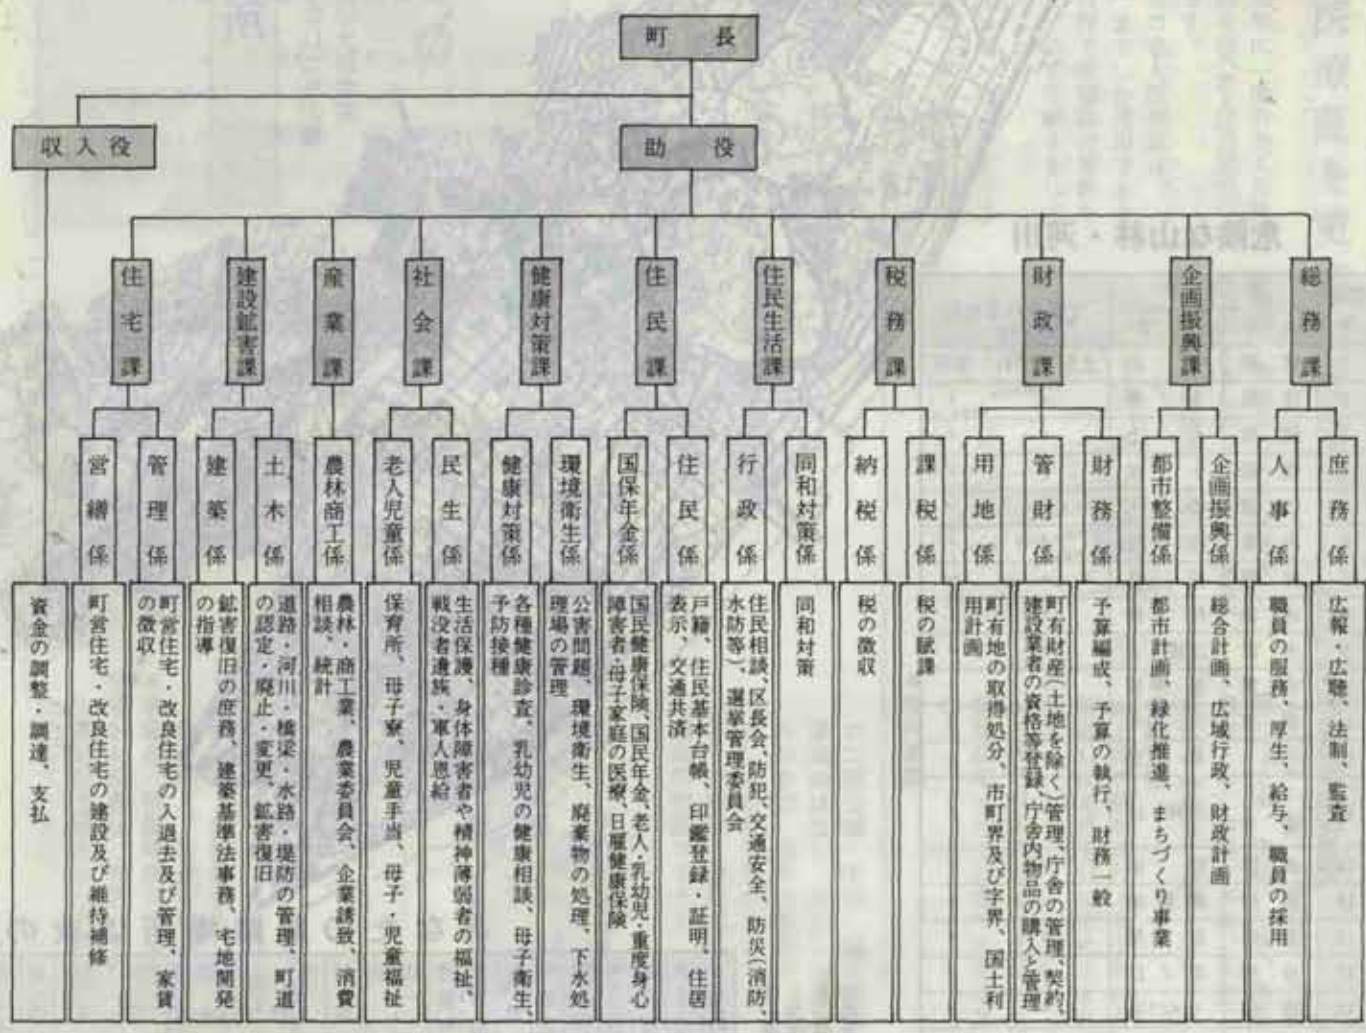 町長
収入役
助役
総務課
企画振興課
財政課
税務課
住民生活課
住民課
健康対策課
社会課
産業課
建設鉱害課
住宅課
庶務係
人事係
企画振興係
都市整備係
財務係
管財係
用地係
課税係
納税係
同和対策係
行政係
住民係
国保年金係
環境衛生係
健康対策係
民生係
老人児童係
農林商工係
土木係
建築係
管理係
営繕係
広報・広聴、法制、監査
職員の服務、厚生、給与、職員の採用
総合計画、広域行政、財政計画
都市計画、緑化推進、まちづくり事業
予算編成、予算の執行、財務一般
町有財産(土地を除く)管理、庁舎の管理、契約、
建設業者の資格等登録、庁舎内物品の購入と管理
町有地の取得処分、市町界及び字界、国土利
用計画
税の賦課
税の徴収
同和対策
住民相談、区長会、防犯、交通安全、防災(消防、
水防等)、選挙管理委員会
戸籍、住民基本台帳、印鑑登録・証明、住居
表示、交通共済
国民健康保険、国民年金、老人・乳幼児・重度身心
障害者・母子家庭の医療、日雇健康保険
公害問題、環境衛生、廃棄物の処理、下水処
理場の管理
各種健康診査、乳幼児の健康相談、母子衛生、
予防接種
生活保護、身体障害者や精神薄弱者の福祉、
戦没者遺族・軍人恩給
保育所、母子寮、児童手当、母子・児童福祉
農林・商工業、農業委員会、企業誘致、消費
相談、統計
道路・河川・橋梁・水路・堤防の管理、町道
の認定・廃止・変更、鉱害復旧
鉱害復旧の庶務、建築基準法事務、宅地開発
の指導
町営住宅・改良住宅の入退去及び管理、家賃
の徴収
町営住宅・改良住宅の建設及び維持補修
資金の調整・調達、支払